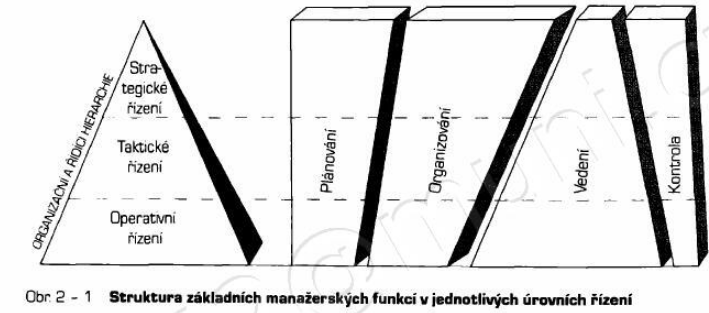 ORGANIZAČNÍ A ŘÍDICÍ HIERARCHIE
Stra-
tegické
řízení
Taktické
řízení
Operativní
řízení
Plánování
Organizování
Vedení
Kontrola
Obr. 2 - 1 Struktura základních manažerských funkcí v jednotlivých úrovních řízení